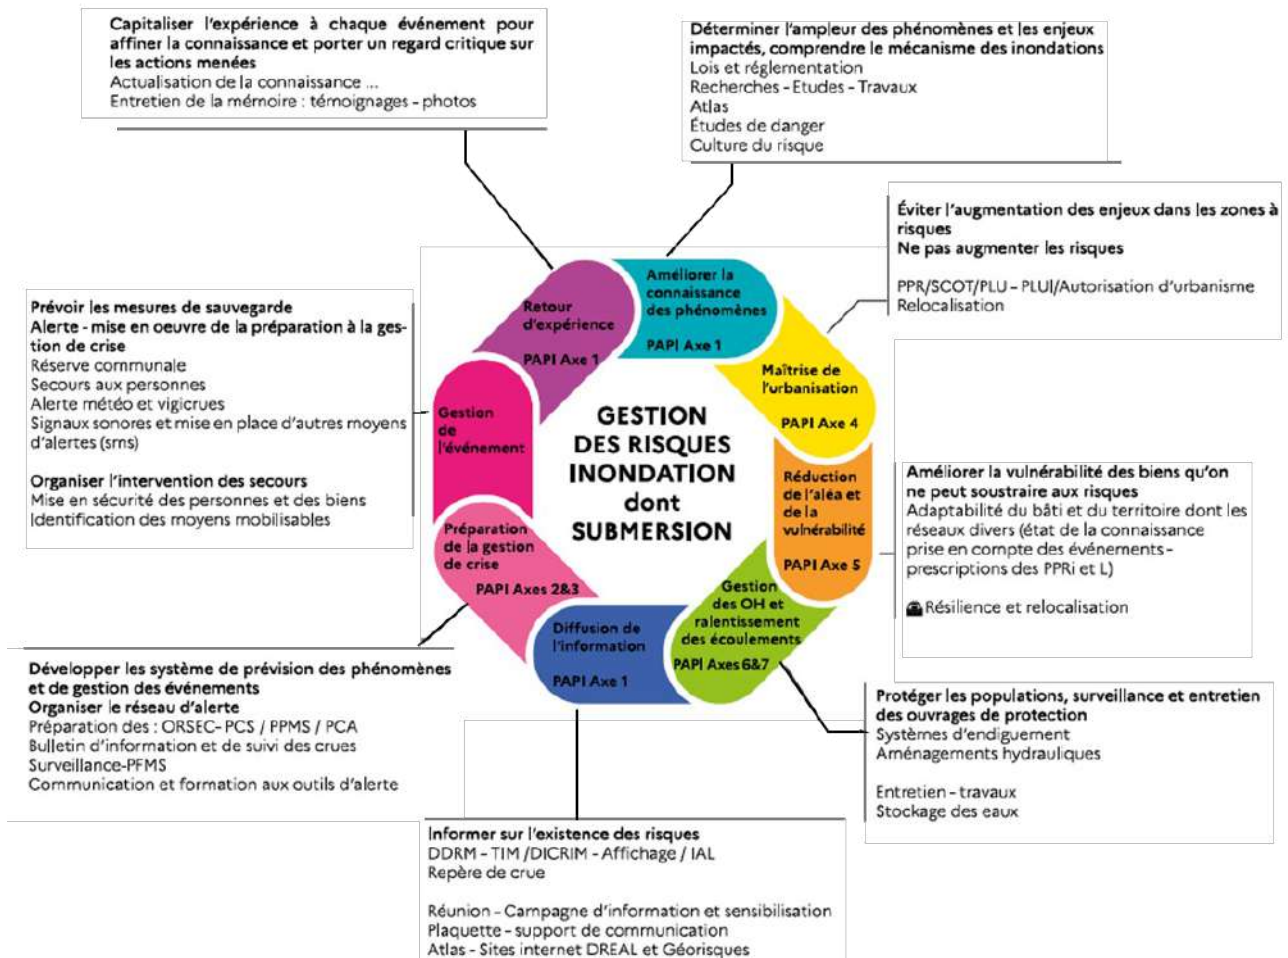 Capitaliser l'expérience à chaque événement pour
affiner la connaissance et porter un regard critique sur
les actions menées
Actualisation de la connaissance ...
Entretien de la mémoire : témoignages - photos
Déterminer l'ampleur des phénomènes et les enjeux
impactés, comprendre le mécanisme des inondations
Lois et réglementation
Recherches - Etudes - Travaux
Atlas
Études de danger
Culture du risque
Éviter l'augmentation des enjeux dans les zones à
risques
Ne pas augmenter les risques
PPR/SCOT/PLU - PLUI/Autorisation d'urbanisme
Relocalisation
Prévoir les mesures de sauvegarde
Alerte - mise en oeuvre de la préparation à la ges-
tion de crise
Réserve communale
Secours aux personnes
Alerte météo et vigicrues
Signaux sonores et mise en place d'autres moyens
d'alertes (sms)
Organiser l'intervention des secours
Mise en sécurité des personnes et des biens
Identification des moyens mobilisables
Retour
d'expérience
PAPI Axe 1
Améliorer la
connaissance
des phénomènes
PAPI Axe 1
Maîtrise de
l'urbanisation
PAPI Axe 4
Gestion
de
l'événement
GESTION
DES RISQUES
INONDATION
dont
SUBMERSION
Réduction
de l'aléa et
de la
vulnérabilité
PAPI Axe 5
Préparation
de la gestion
de crise
PAPI Axes 2&3
Diffusion de
l'information
PAPI Axe 1
Gestion
des OH et
ralentissement
des écoulements
PAPI Axes 6&7
Améliorer la vulnérabilité des biens qu'on
ne peut soustraire aux risques
Adaptabilité du bâti et du territoire dont les
réseaux divers (état de la connaissance
prise en compte des événements -
prescriptions des PPRi et L)
Résilience et relocalisation
Développer les système de prévision des phénomènes
et de gestion des événements
Organiser le réseau d'alerte
Préparation des : ORSEC- PCS / PPMS / PCA
Bulletin d'information et de suivi des crues
Surveillance-PFMS
Communication et formation aux outils d'alerte
Protéger les populations, surveillance et entretien
des ouvrages de protection
Systèmes d'endiguement
Aménagements hydrauliques
Entretien - travaux
Stockage des eaux
Informer sur l'existence des risques
DDRM - TIM /DICRIM - Affichage / IAL
Repère de crue
Réunion - Campagne d'information et sensibilisation
Plaquette - support de communication
Atlas - Sites internet DREAL et Géorisques